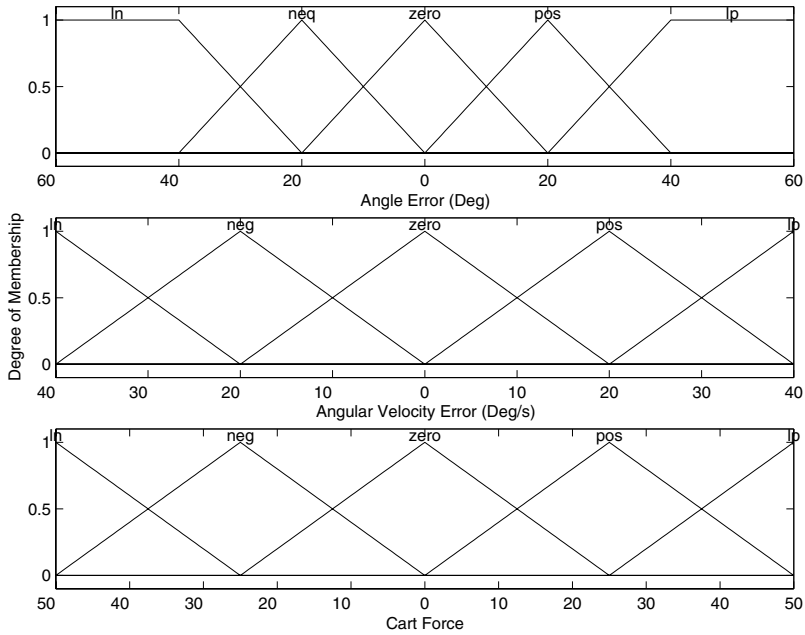 ln neq zero pos lp
1
0.5
0
60 40 20 0 20 40 60
Angle Error (Deg)
Degree of Membership
ln neg zero pos lp
1
0.5
0
40 30 20 10 0 10 20 30 40
Angular Velocity Error (Deg/s)
ln neg zero pos lp
1
0.5
0
50 40 30 20 10 0 10 20 30 40 50
Cart Force